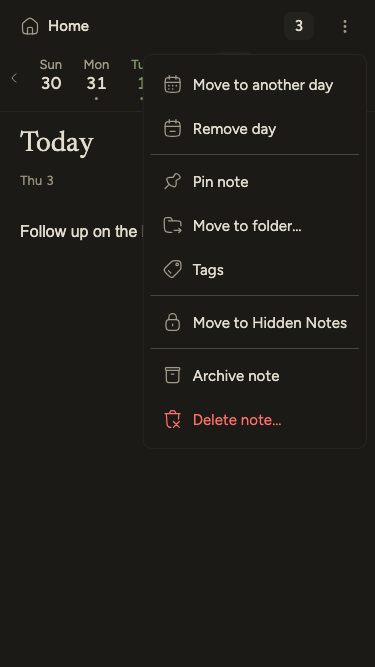 Home
3
Sun
Mon
30
31
Today
Thu 3
Follow up on the
Move to another day
Remove day
Pin note
Move to folder...
Tags
Move to Hidden Notes
Archive note
Delete note...